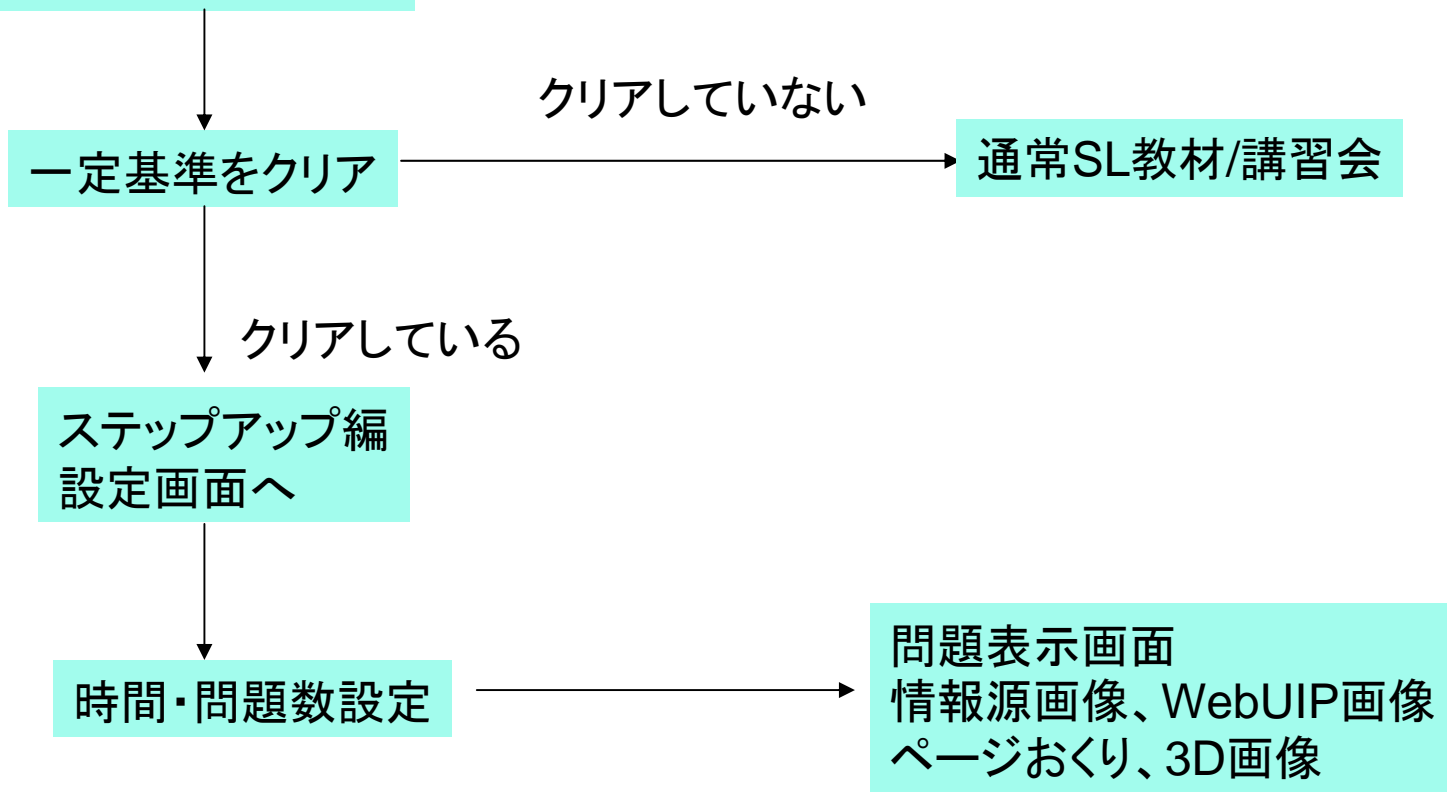 クリアしていない
一定基準をクリア
通常SL教材/講習会
クリアしている
ステップアップ編
設定画面へ
時間・問題数設定
問題表示画面
情報源画像、WebUIP画像
ページおくり、3D画像